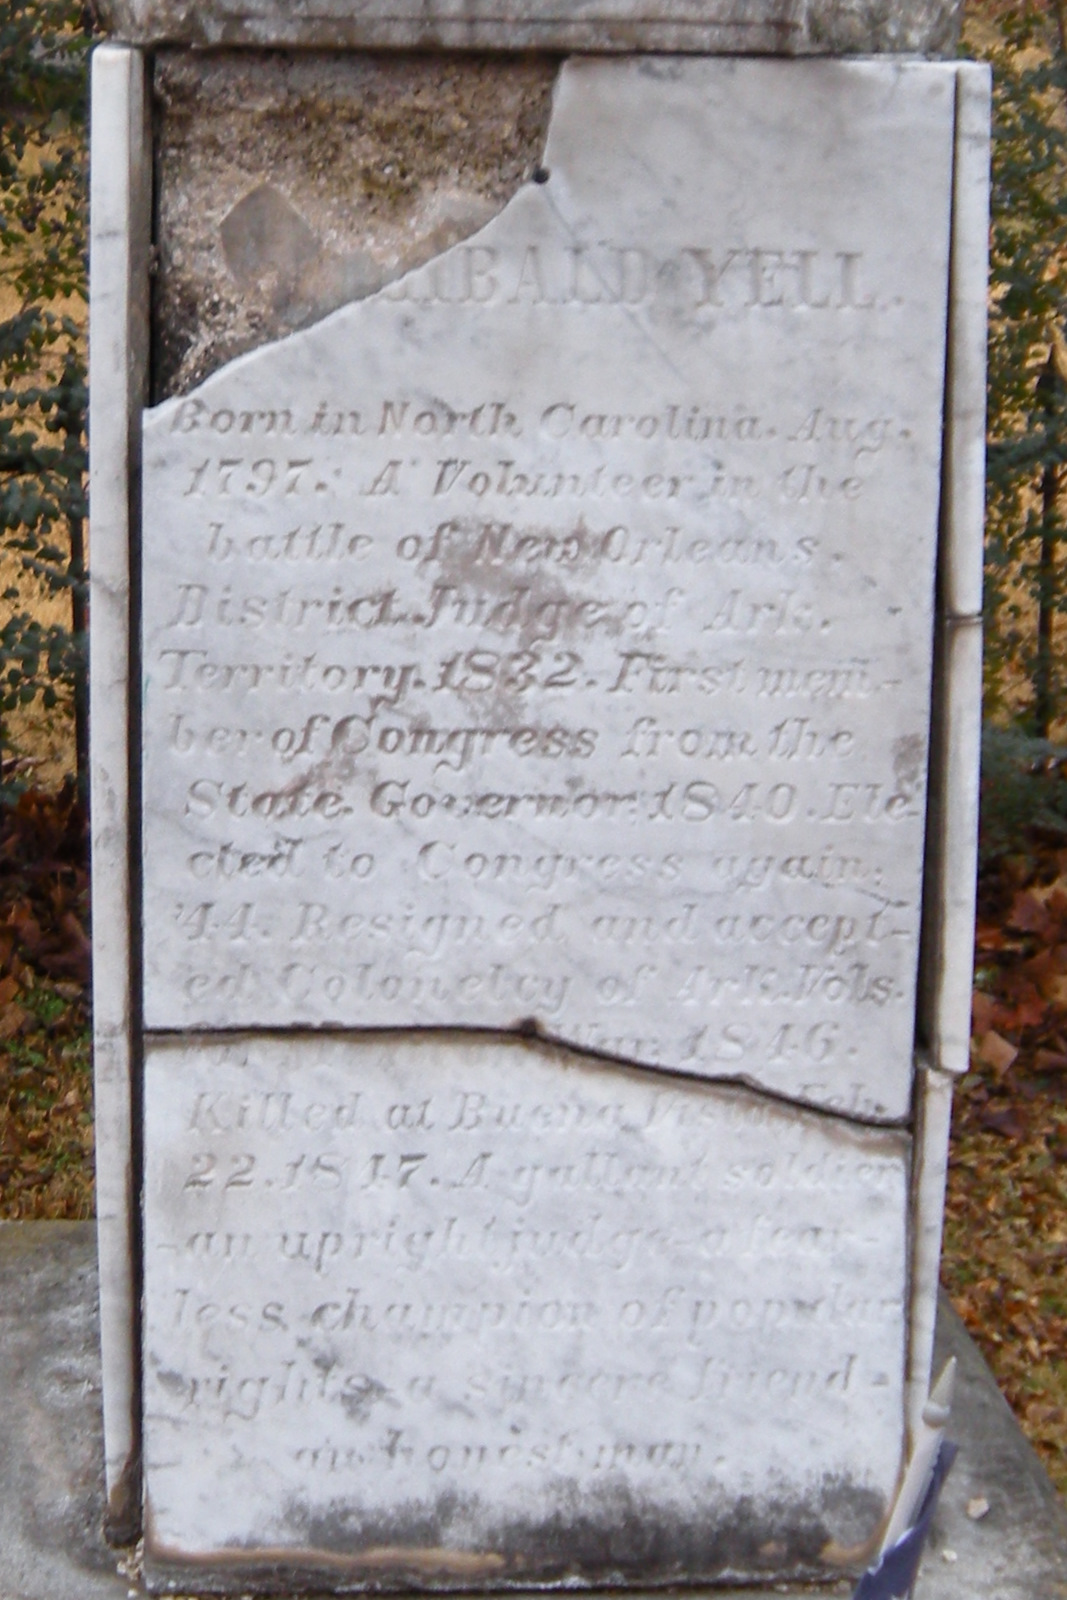 IBALD YELL.
Born in North Carolina. Aug.
1797. A Volunteer in the
battle of New Orleans.
District Judge of Ark.
Territory. 1832. First mem-
ber of Congress from the
State. Governor. 1840. Ele-
cted to Congress again,
'44. Resigned and accept-
ed Colonelcy of Ark. Vols.
War. 1846.
Killed at Buena Vista. Feb.
22. 1847. A gallant soldier
-an upright judge-a fear-
less champion of popular
rights-a sincere friend-
an honest man.